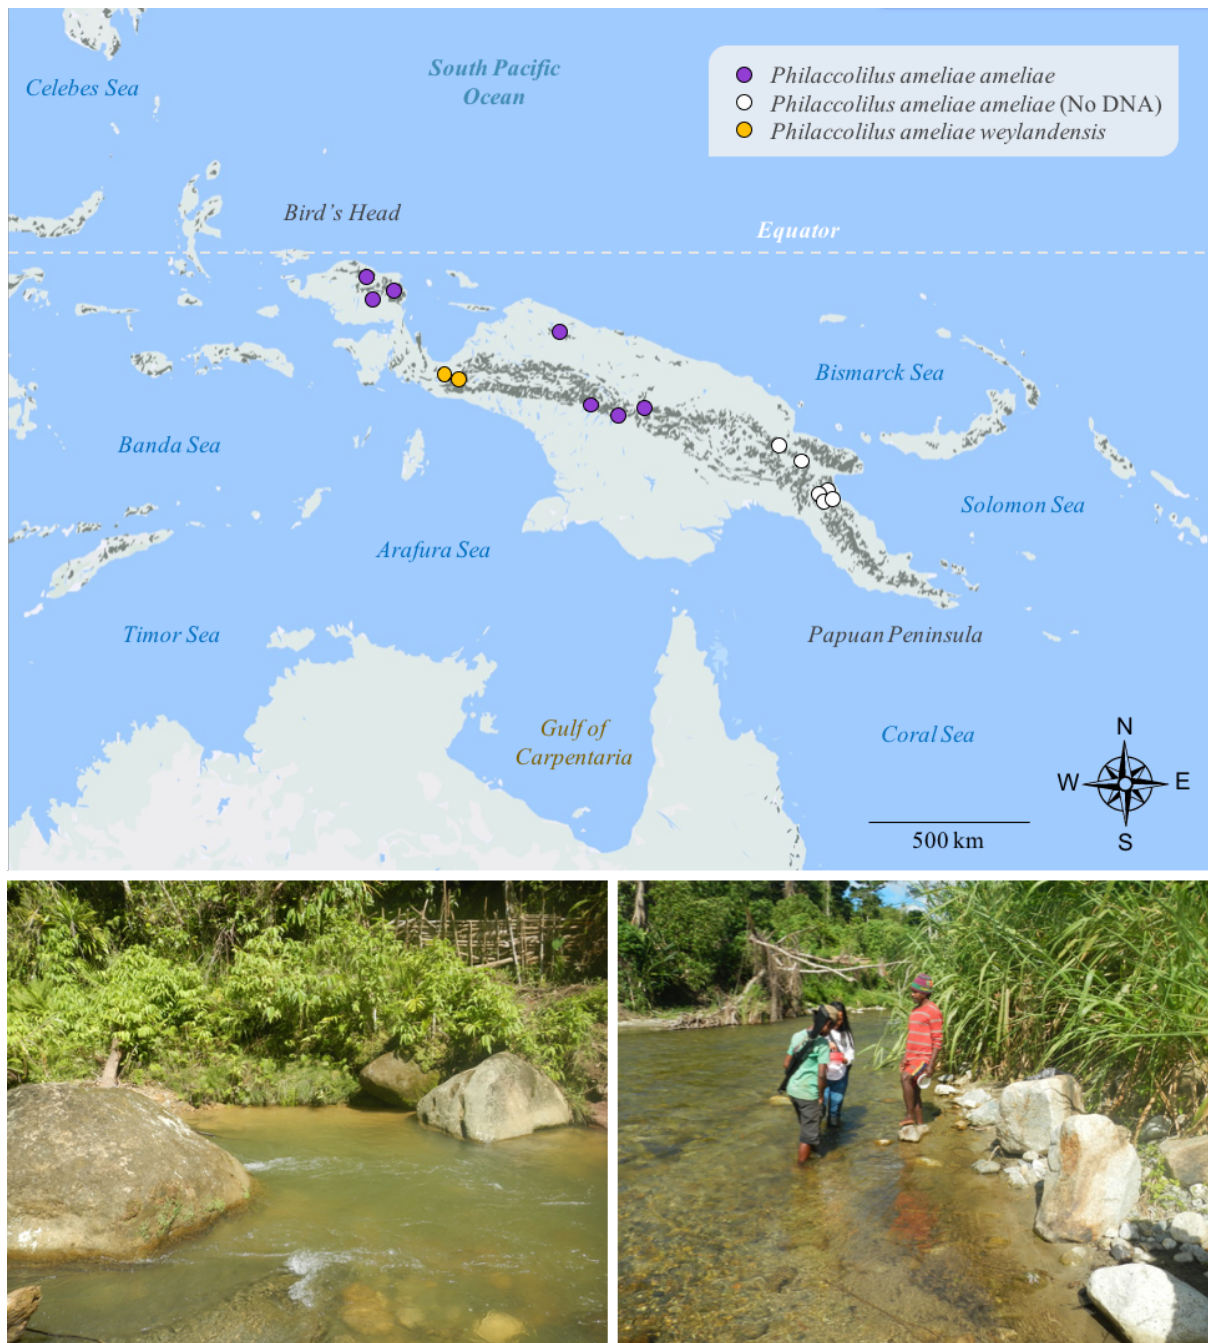 Celebes Sea
South Pacific
Ocean
Philaccolilus ameliae ameliae
Philaccolilus ameliae ameliae (No DNA)
Philaccolilus ameliae weylandensis
Bird's Head
Equator
Bismarck Sea
Banda Sea
Solomon Sea
Arafura Sea
Timor Sea
Papuan Peninsula
Gulf of
Carpentaria
Coral Sea
N
W
E
S
500 km